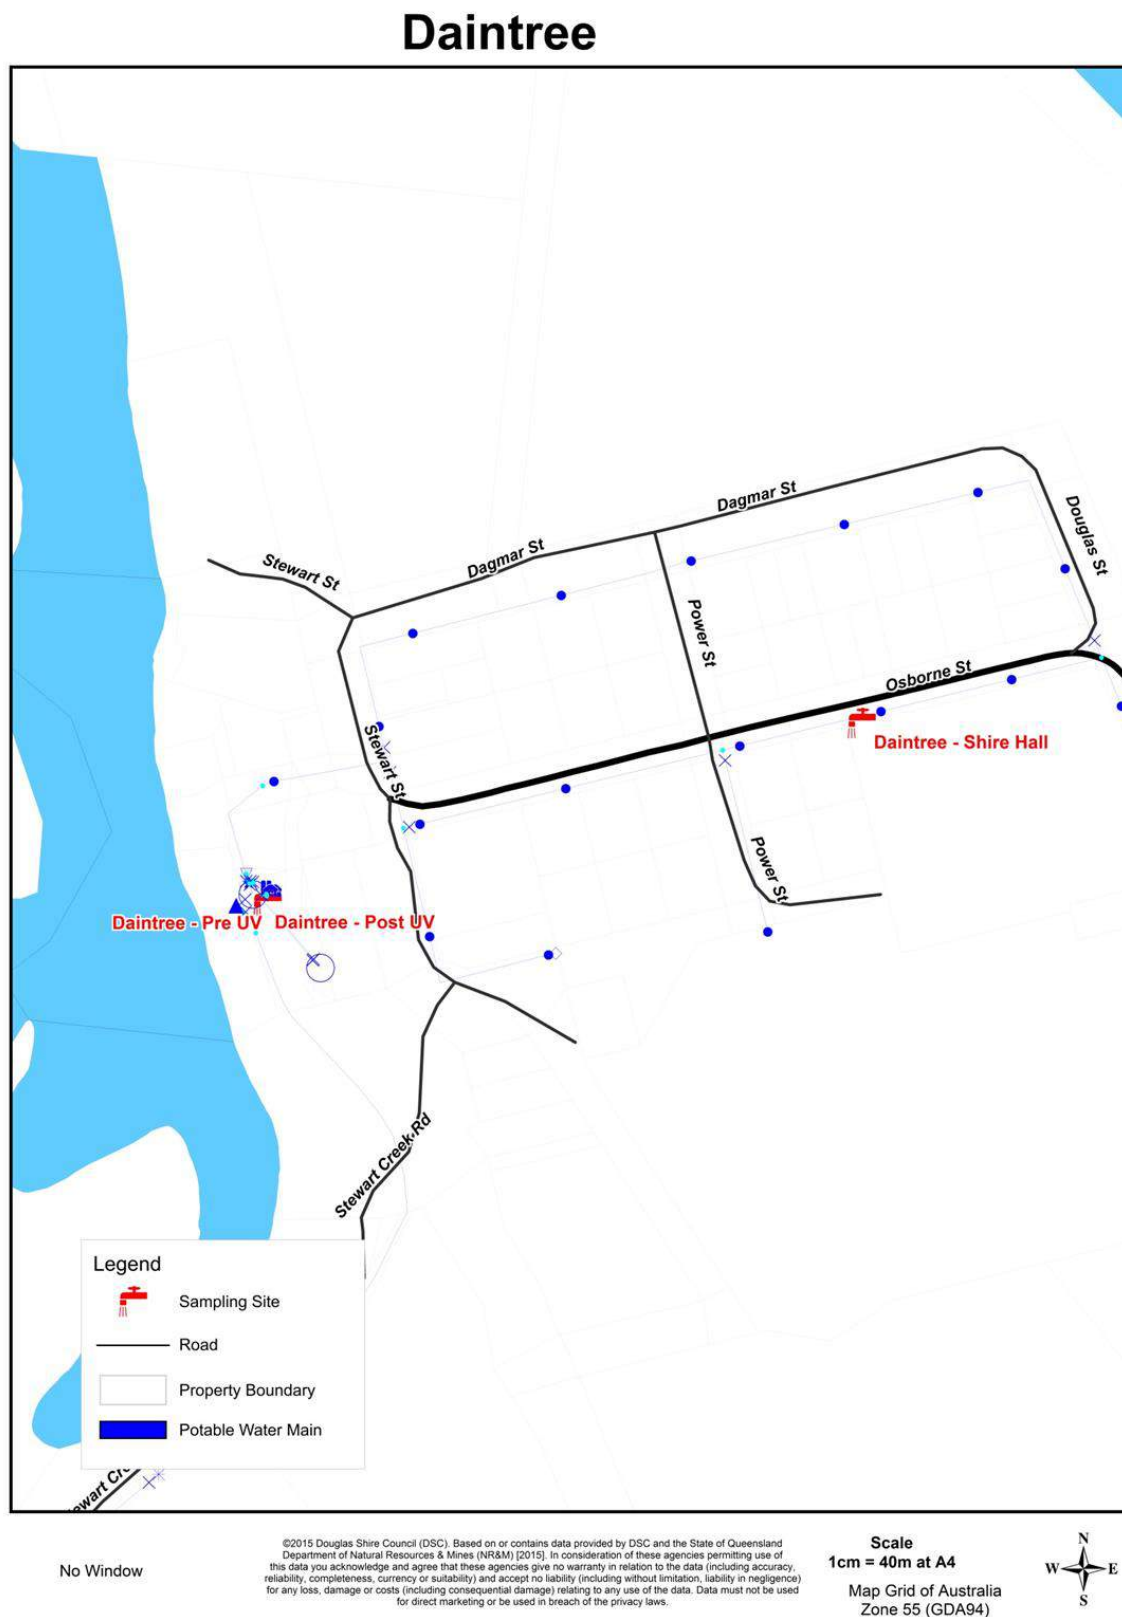 Daintree
Dagmar St
Dagmar St
Douglas St
Stewart St
Power St
Osborne St
Stewart St
Daintree - Shire Hall
Power St
Daintree - Pre UV
Daintree - Post UV
Stewart Creek Rd
Legend
Sampling Site
Road
Property Boundary
Potable Water Main
No Window
©2015 Douglas Shire Council (DSC). Based on or contains data provided by DSC and the State of Queensland
Department of Natural Resources & Mines (NR&M) [2015]. In consideration of these agencies permitting use of
this data you acknowledge and agree that these agencies give no warranty in relation to the data (including accuracy,
reliability, completeness, currency or suitability) and accept no liability (including without limitation, liability in negligence)
for any loss, damage or costs (including consequential damage) relating to any use of the data. Data must not be used
for direct marketing or be used in breach of the privacy laws.
Scale
1cm = 40m at A4
Map Grid of Australia
Zone 55 (GDA94)
N
W E
S